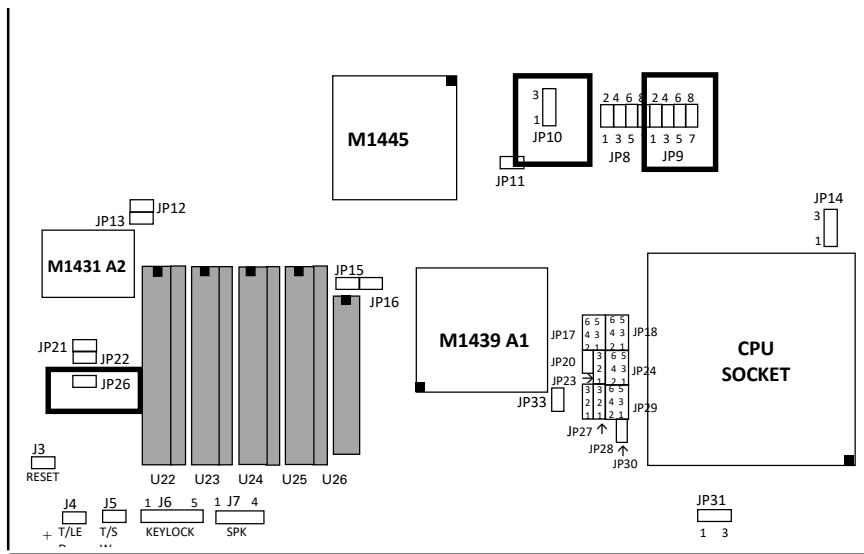 3
1
JP10
2 4 6 8 2 4 6 8
1 3 5 7 1 3 5 7
JP8 JP9
M1445
JP11
JP12
JP13
JP14
3
1
M1431 A2
JP15
JP16
M1439 A1
CPU
SOCKET
JP17
6 5
4 3
2 1
6 5
4 3
2 1
JP18
JP20
3
2
1
6 5
4 3
2 1
JP24
JP23
3
2
1
3
2
1
6 5
4 3
2 1
JP29
JP21
JP22
JP26
JP33
JP27
JP28
JP30
J3
RESET
U22 U23 U24 U25 U26
J4
+ T/LE
J5
T/S
1 J6 5
KEYLOCK
1 J7 4
SPK
JP31
1 3